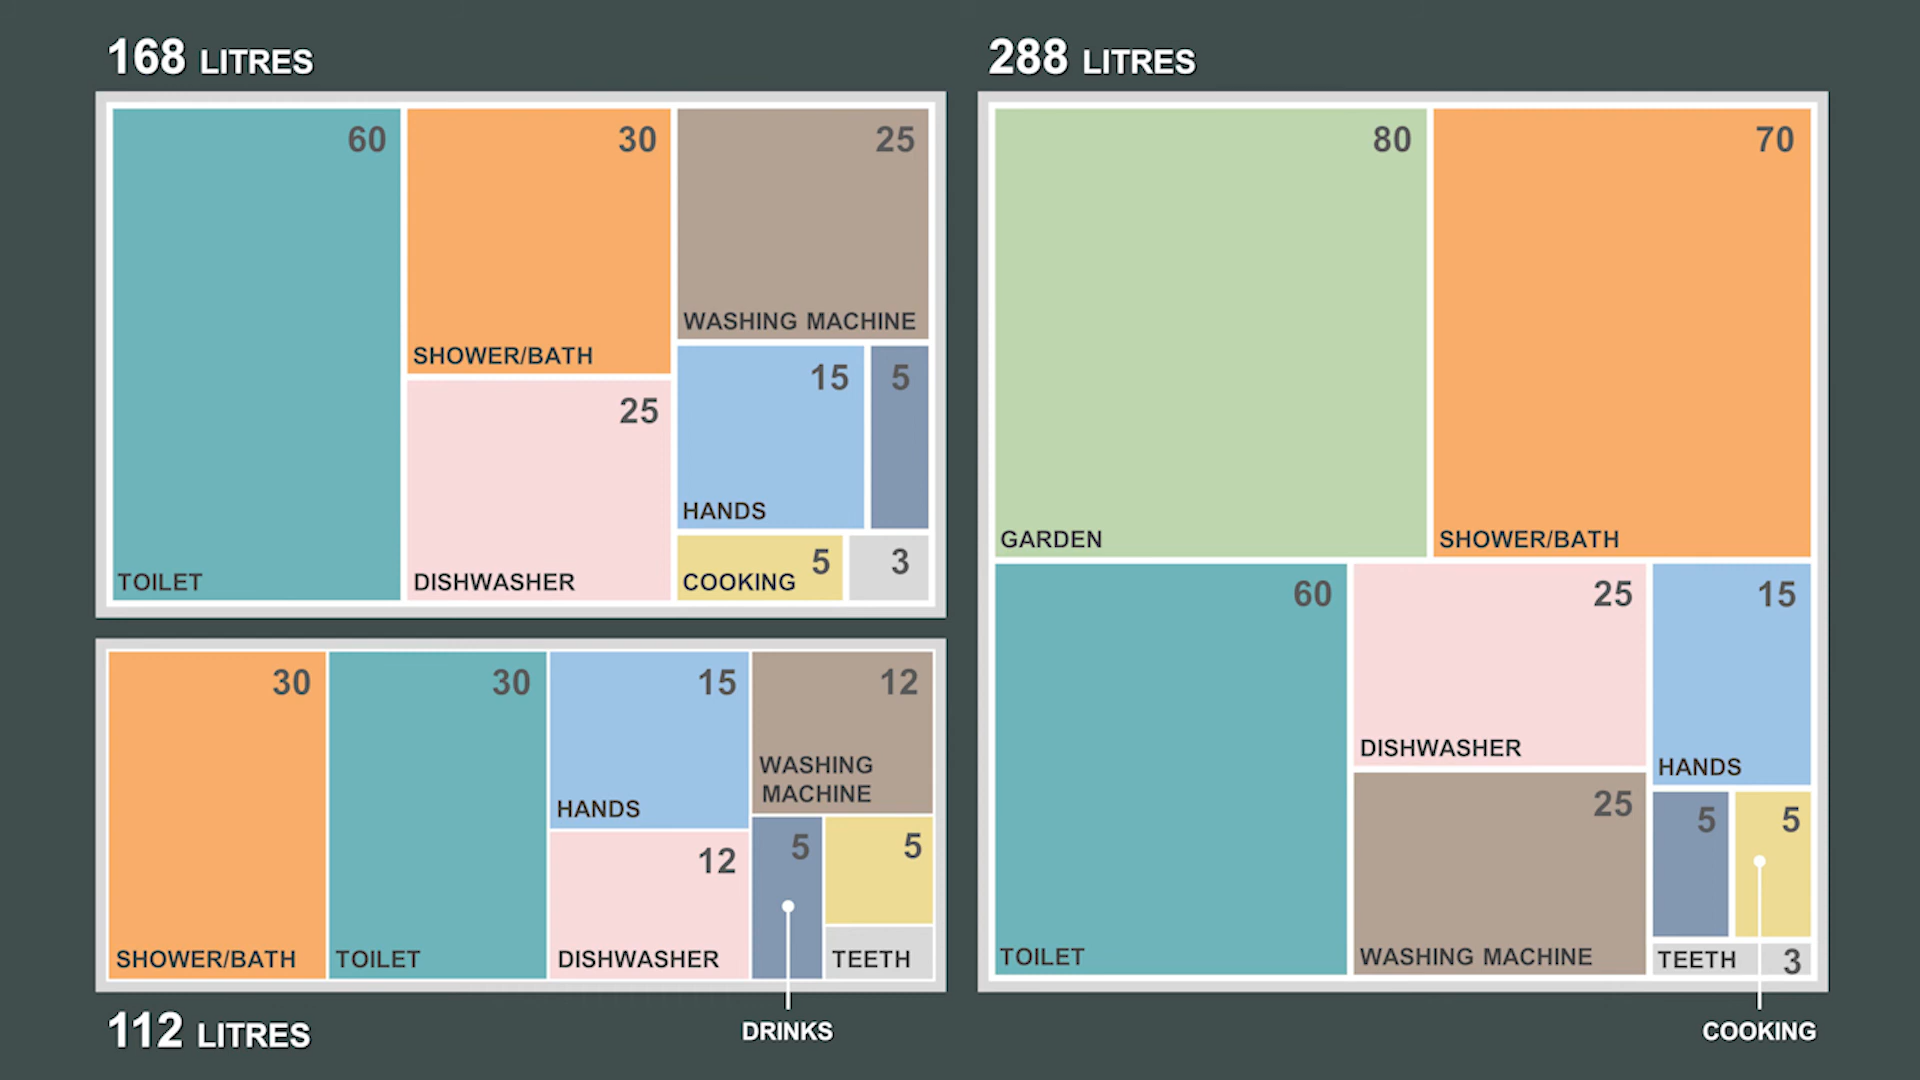 168 LITRES
60
TOILET
30
SHOWER/BATH
25
WASHING MACHINE
25
DISHWASHER
15
HANDS
5
5
COOKING
3
30
SHOWER/BATH
30
TOILET
15
HANDS
12
WASHING
MACHINE
12
DISHWASHER
5
5
TEETH
112 LITRES
DRINKS
288 LITRES
80
GARDEN
70
SHOWER/BATH
60
TOILET
25
DISHWASHER
15
HANDS
25
WASHING MACHINE
5
5
TEETH 3
COOKING